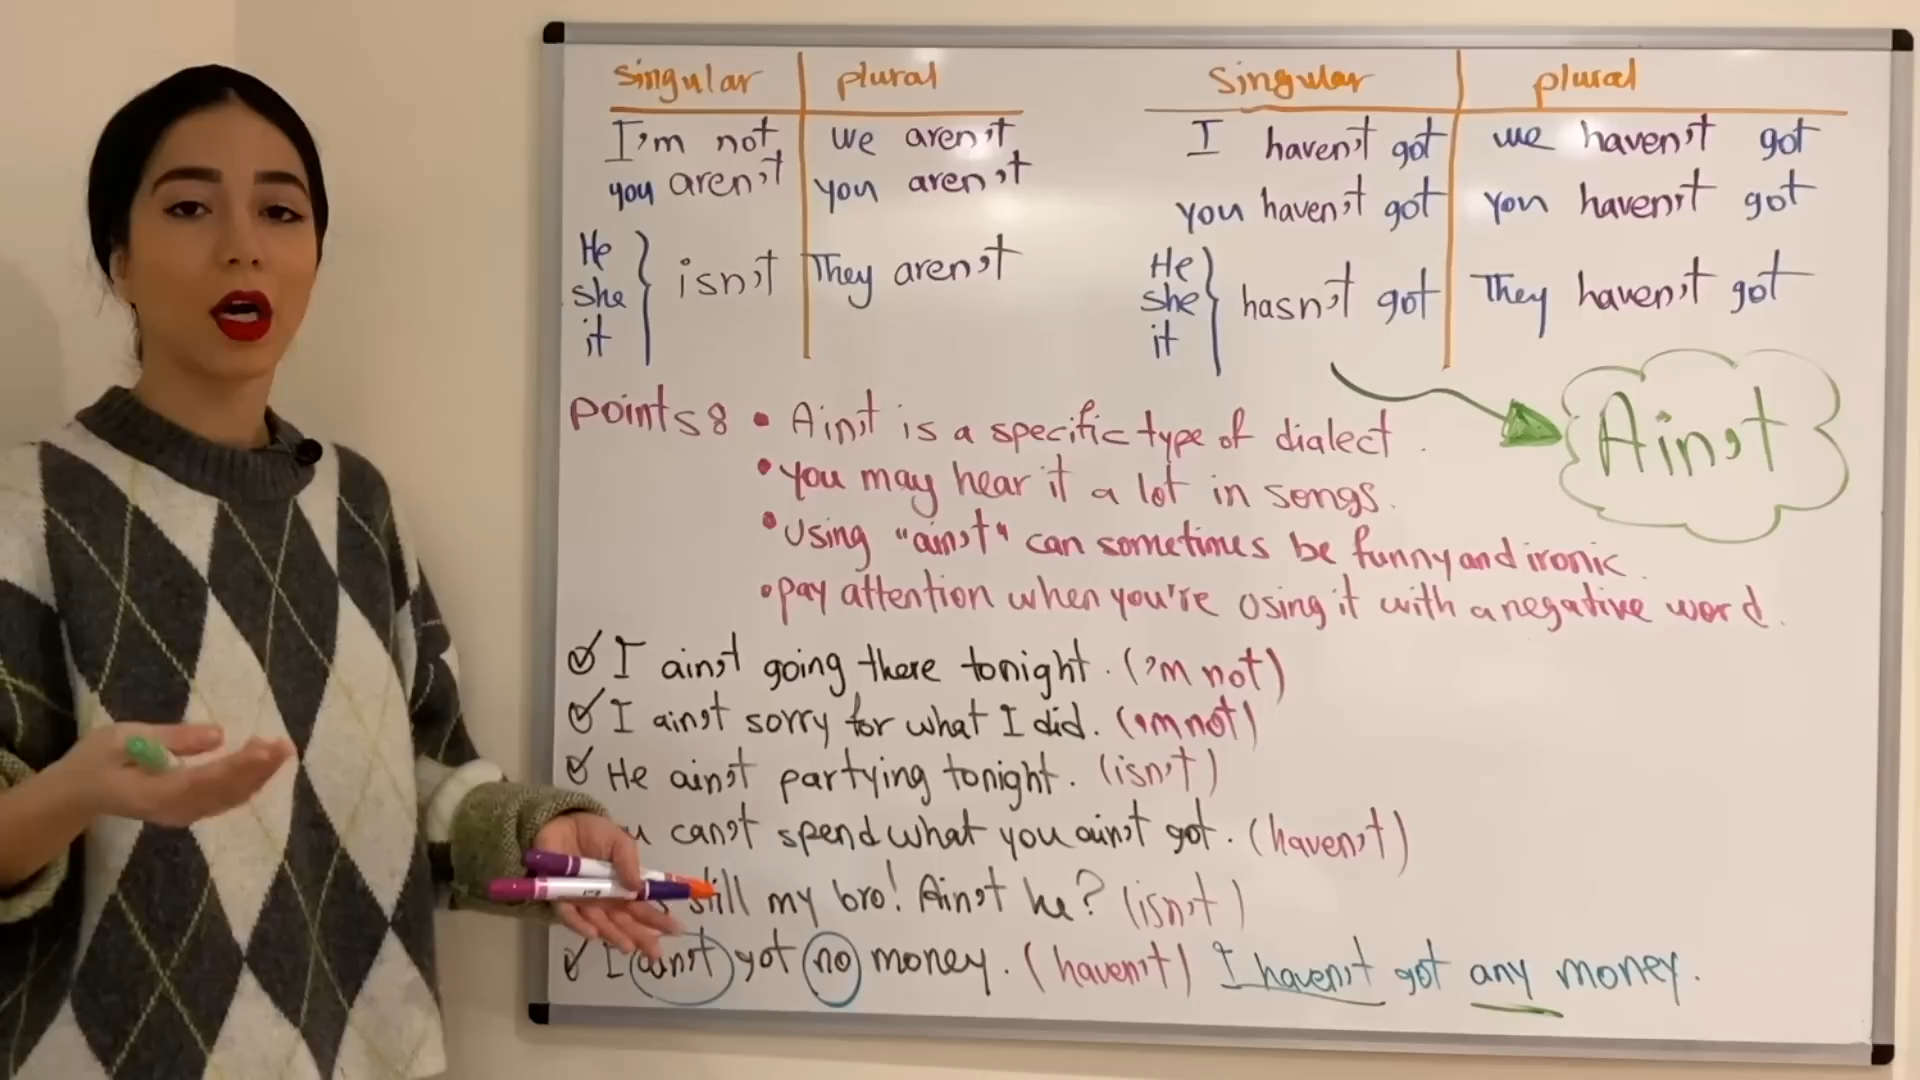 singular plural
I'm not we aren't
you aren't you aren't
He
she
it
isn't They aren't
singular plural
I haven't got we haven't got
you haven't got you haven't got
He
she
it
hasn't got They haven't got
Ain't
points: • Ain't is a specific type of dialect.
• you may hear it a lot in songs.
• Using "ain't" can sometimes be funny and ironic.
• pay attention when you're using it with a negative word.
I ain't going there tonight. ('m not)
I ain't sorry for what I did. ('m not)
He ain't partying tonight. (isn't)
can't spend what you ain't got. (haven't)
still my bro! Ain't he? (isn't)
I ain't got no money. (haven't) I haven't got any money.